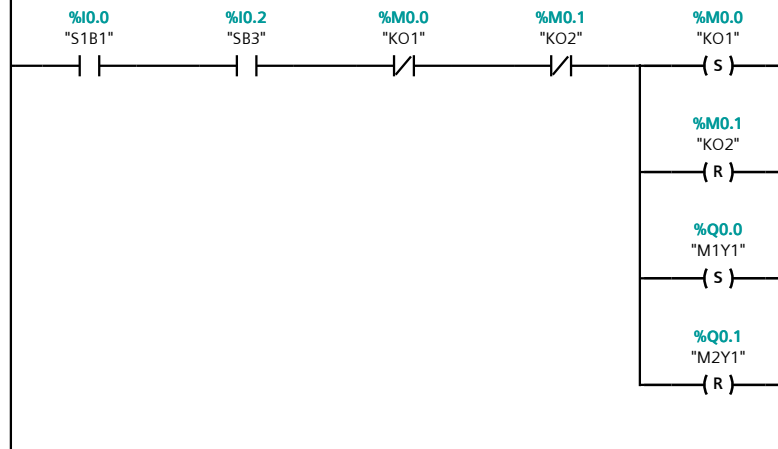 %I0.0 %I0.2 %M0.0 %M0.1 %M0.0
"S1B1" "SB3" "KO1" "KO2" "KO1"
S
%M0.1
"KO2"
R
%Q0.0
"M1Y1"
S
%Q0.1
"M2Y1"
R